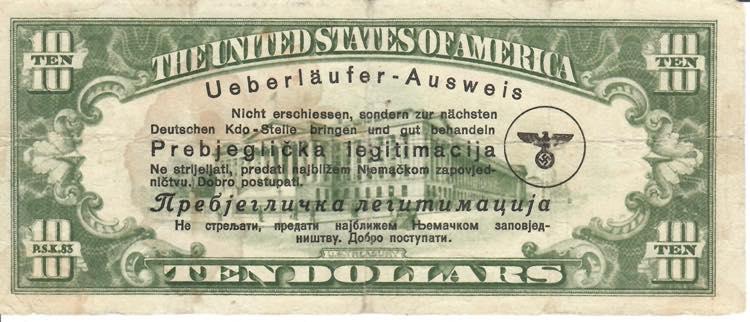 10 10
TEN TEN
THE UNITED STATES OF AMERICA
Ueberläufer-Ausweis
Nicht erschiessen, sondern zur nächsten
Deutschen Kdo-Stelle bringen und gut behandeln
Prebjeglička legitimacija
Ne strijeljati, predati najbližem Njemačkom zapovjed-
ničtvu. Dobro postupati.
Пребјегличка легитимација
Не стрељати, предати најближем Њемачком заповјед-
ништву. Добро поступати.
10 10
P.S.K.83 TEN
U.S. TREASURY
TEN DOLLARS